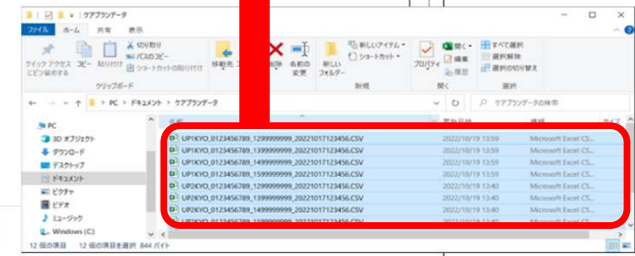 ケアプランデータ
ファイル ホーム 共有 表示
クイック アクセス にピン留めする
コピー 貼り付け
切り取り
パスのコピー
ショートカットの貼り付け
移動先
削除
名前の変更
新しいフォルダー
新しいアイテム
ショートカット
プロパティ
開く
編集
履歴
すべて選択
選択解除
選択の切り替え
クリップボード 新規 開く 選択
PC > ドキュメント > ケアプランデータ
ケアプランデータの検索
名前 更新日時 種類 サイズ
PC
3D オブジェクト
ダウンロード
デスクトップ
ドキュメント
ピクチャ
ビデオ
ミュージック
Windows (C:)
UP1KYO_0123456789_1299999999_20221017123456.CSV 2022/10/19 13:59 Microsoft Excel CS...
UP1KYO_0123456789_1399999999_20221017123456.CSV 2022/10/19 13:59 Microsoft Excel CS...
UP1KYO_0123456789_1499999999_20221017123456.CSV 2022/10/19 13:59 Microsoft Excel CS...
UP1KYO_0123456789_1599999999_20221017123456.CSV 2022/10/19 13:59 Microsoft Excel CS...
UP2KYO_0123456789_1299999999_20221017123456.CSV 2022/10/19 13:40 Microsoft Excel CS...
UP2KYO_0123456789_1399999999_20221017123456.CSV 2022/10/19 13:40 Microsoft Excel CS...
UP2KYO_0123456789_1499999999_20221017123456.CSV 2022/10/19 13:40 Microsoft Excel CS...
12 個の項目 12 個の項目を選択 844 バイト